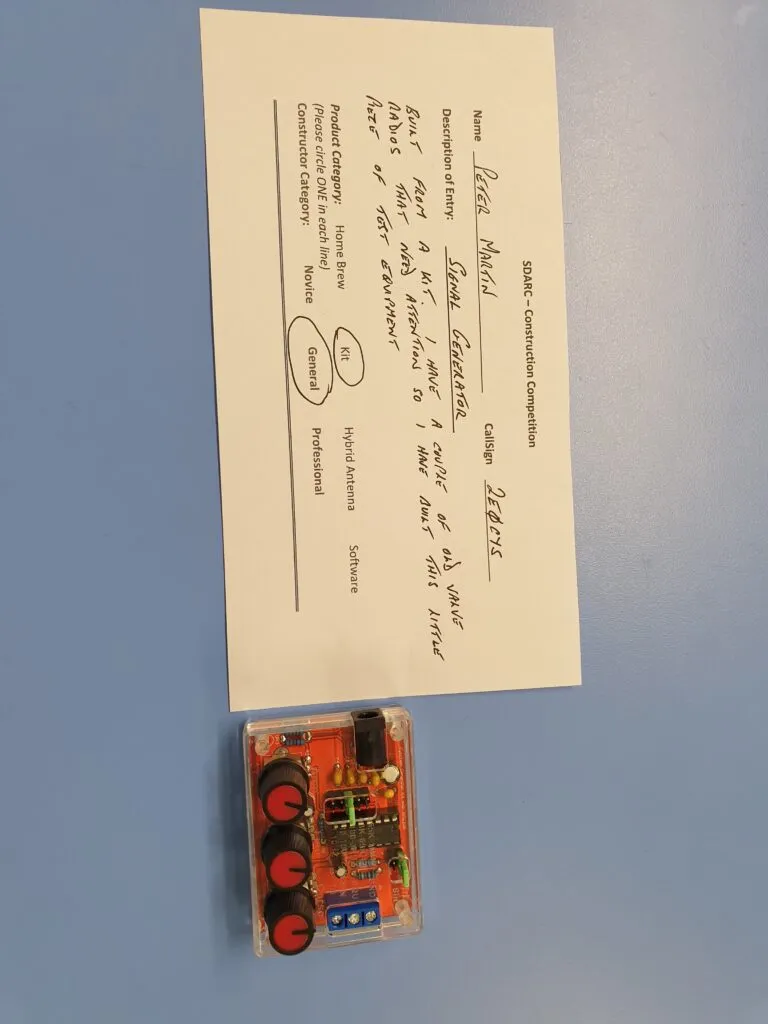 SDARC – Construction Competition
Name PETER MARTIN CallSign 2EØCYS
Description of Entry: SIGNAL GENERATOR
BUILT FROM A KIT. I HAVE A COUPLE OF OLD VALVE
RADIOS THAT NEED ATTENTION SO I HAVE BUILT THIS LITTLE
PIECE OF TEST EQUIPMENT
Product Category: Home Brew Kit Hybrid Antenna Software
(Please circle ONE in each line)
Constructor Category: Novice General Professional